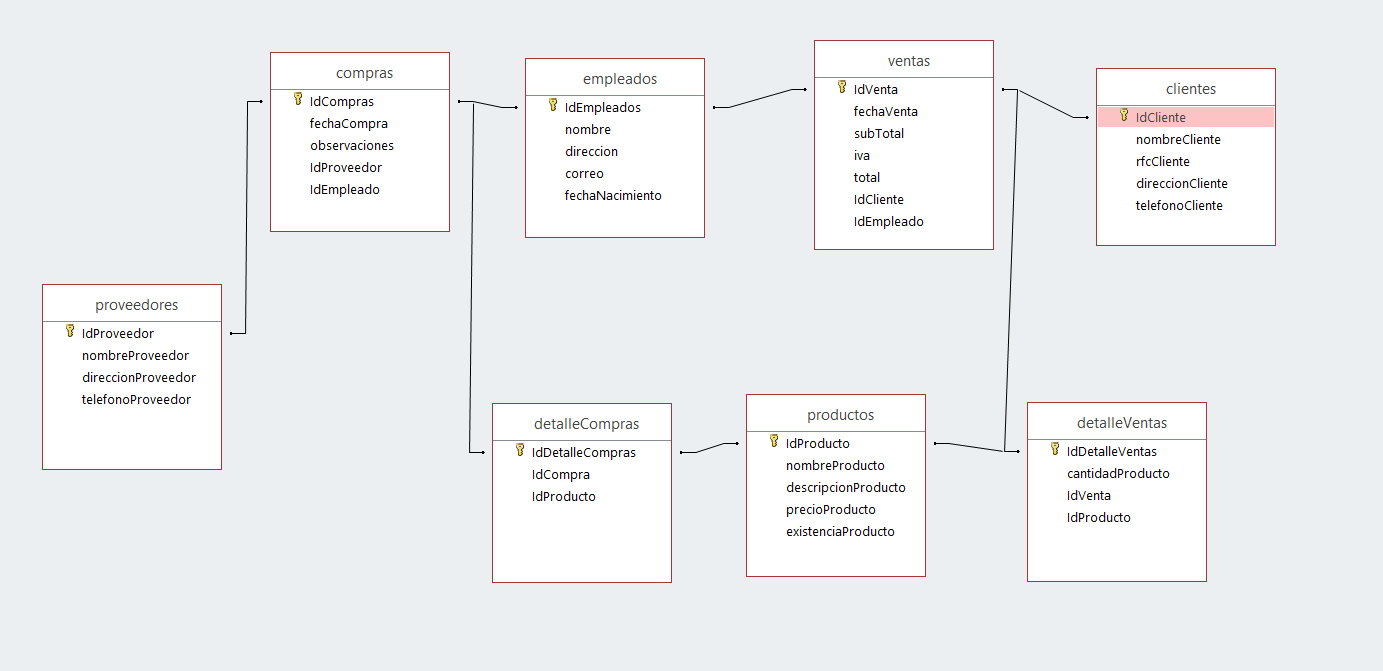 compras
IdCompras
fechaCompra
observaciones
IdProveedor
IdEmpleado
empleados
IdEmpleados
nombre
direccion
correo
fechaNacimiento
ventas
IdVenta
fechaVenta
subTotal
iva
total
IdCliente
IdEmpleado
clientes
IdCliente
nombreCliente
rfcCliente
direccionCliente
telefonoCliente
proveedores
IdProveedor
nombreProveedor
direccionProveedor
telefonoProveedor
detalleCompras
IdDetalleCompras
IdCompra
IdProducto
productos
IdProducto
nombreProducto
descripcionProducto
precioProducto
existenciaProducto
detalleVentas
IdDetalleVentas
cantidadProducto
IdVenta
IdProducto